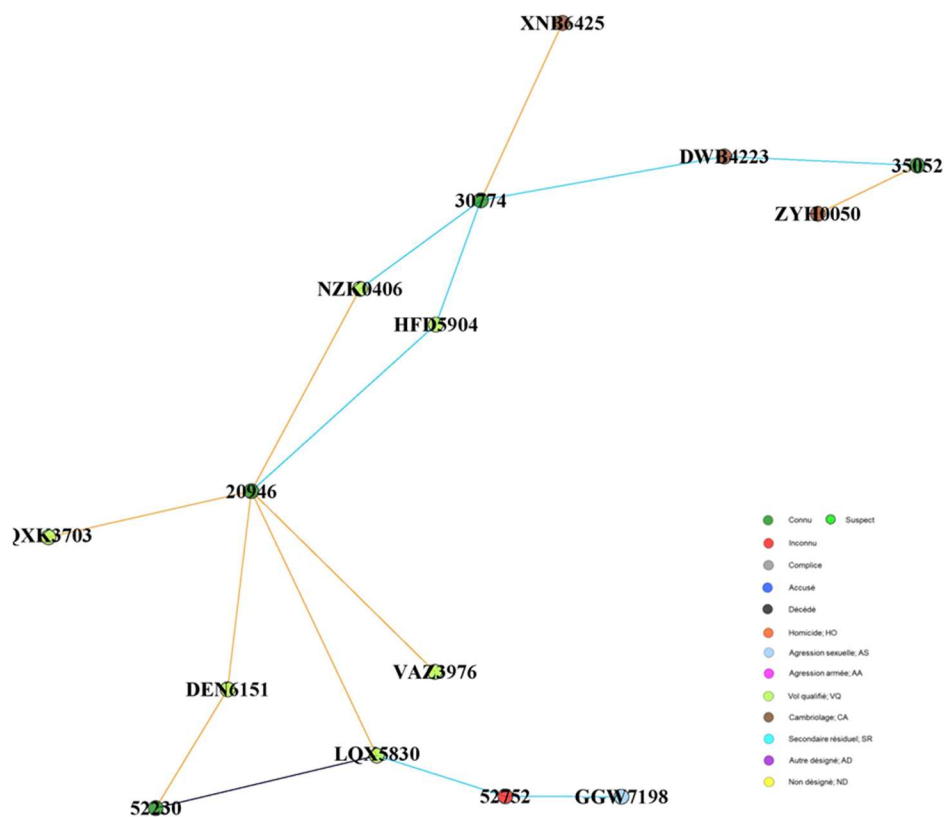 XNB6425
DWB4223
35052
30774
ZYH0050
NZK0406
HFD5904
20946
QXK3703
VAZ3976
DEN6151
LQX5830
52230
52752
GGW7198
Connu
Suspect
Inconnu
Complice
Accusé
Décédé
Homicide; HO
Agression sexuelle; AS
Agression armée; AA
Vol qualifié; VQ
Cambriolage; CA
Secondaire résiduel; SR
Autre désigné; AD
Non désigné; ND